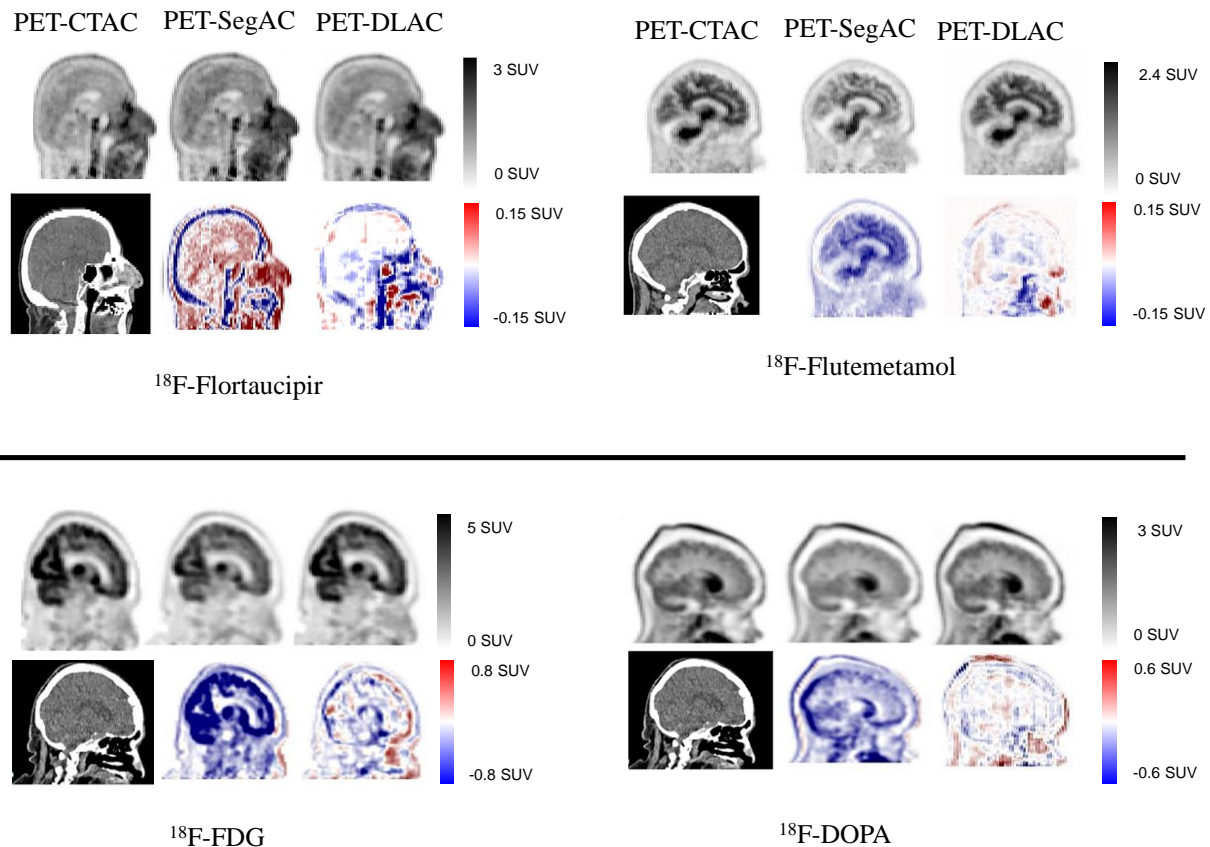 PET-CTAC PET-SegAC PET-DLAC
3 SUV
0 SUV
0.15 SUV
-0.15 SUV
18F-Flortaucipir
PET-CTAC PET-SegAC PET-DLAC
2.4 SUV
0 SUV
0.15 SUV
-0.15 SUV
18F-Flutemetamol
5 SUV
0 SUV
0.8 SUV
-0.8 SUV
18F-FDG
3 SUV
0 SUV
0.6 SUV
-0.6 SUV
18F-DOPA